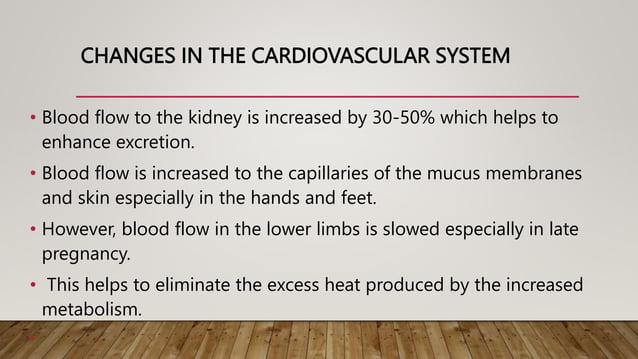 CHANGES IN THE CARDIOVASCULAR SYSTEM
• Blood flow to the kidney is increased by 30-50% which helps to
enhance excretion.
• Blood flow is increased to the capillaries of the mucus membranes
and skin especially in the hands and feet.
• However, blood flow in the lower limbs is slowed especially in late
pregnancy.
• This helps to eliminate the excess heat produced by the increased
metabolism.